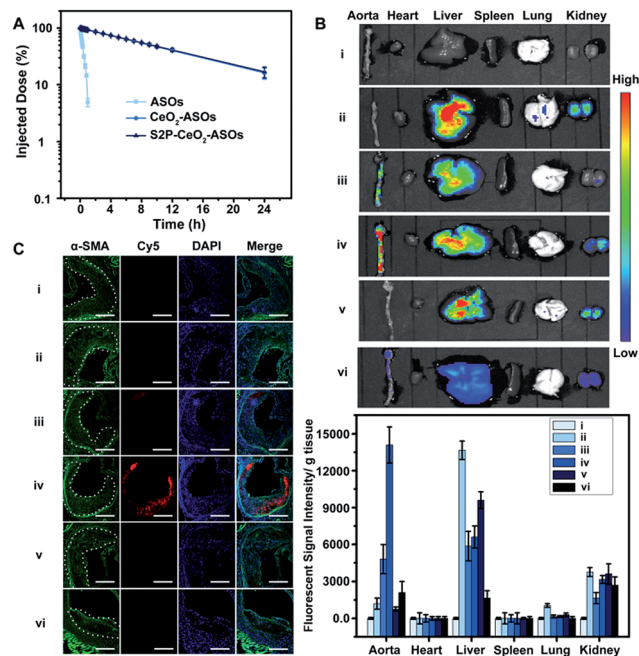 A
Injected Dose (%)
100
10
1
0.1
ASOs
CeO₂-ASOs
S2P-CeO₂-ASOs
0 4 8 12 16 20 24
Time (h)
B
Aorta Heart Liver Spleen Lung Kidney
i
ii
iii
iv
v
vi
High
Low
C
α-SMA Cy5 DAPI Merge
i
ii
iii
iv
v
vi
Fluorescent Signal Intensity/ g tissue
15000
12000
9000
6000
3000
0.0
i
ii
iii
iv
v
vi
Aorta Heart Liver Spleen Lung Kidney